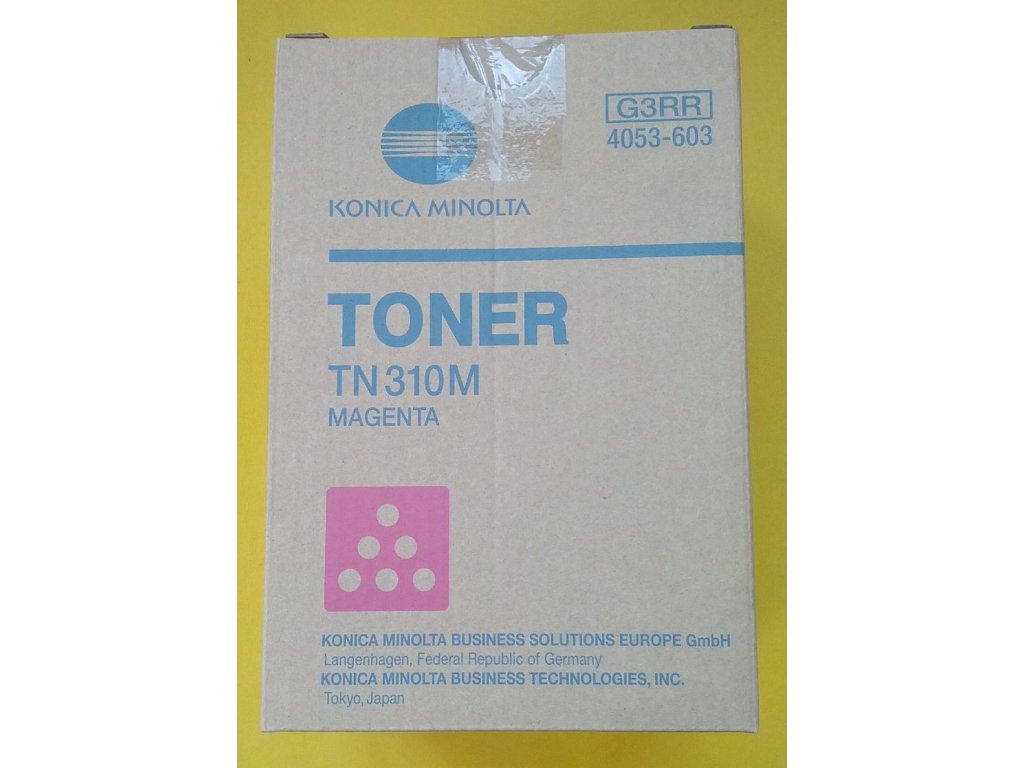 G3RR
4053-603
KONICA MINOLTA
TONER
TN310M
MAGENTA
KONICA MINOLTA BUSINESS SOLUTIONS EUROPE GmbH
Langenhagen, Federal Republic of Germany
KONICA MINOLTA BUSINESS TECHNOLOGIES, INC.
Tokyo, Japan